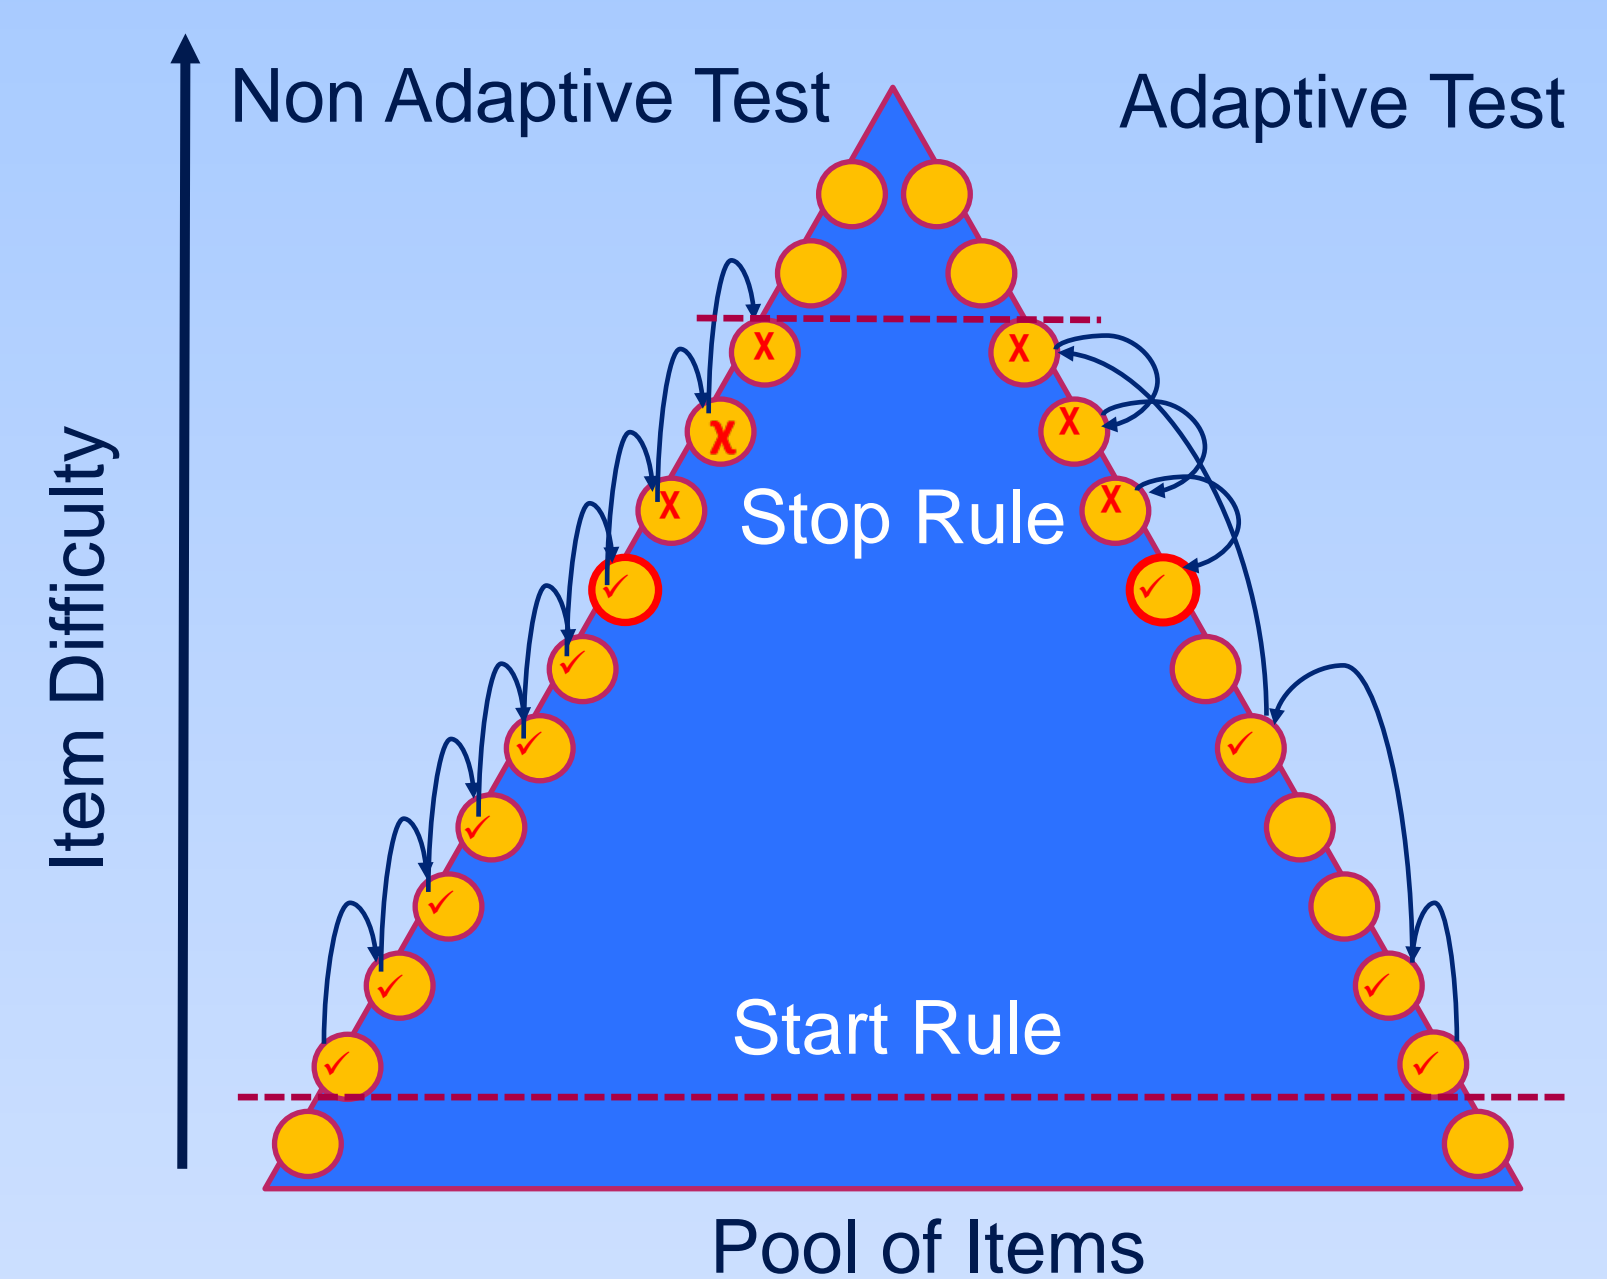 Non Adaptive Test
Adaptive Test
X
X
χ
X
X
X
Stop Rule
✓
✓
✓
✓
✓
✓
✓
✓
✓
✓
Start Rule
✓
✓
Item Difficulty
Pool of Items